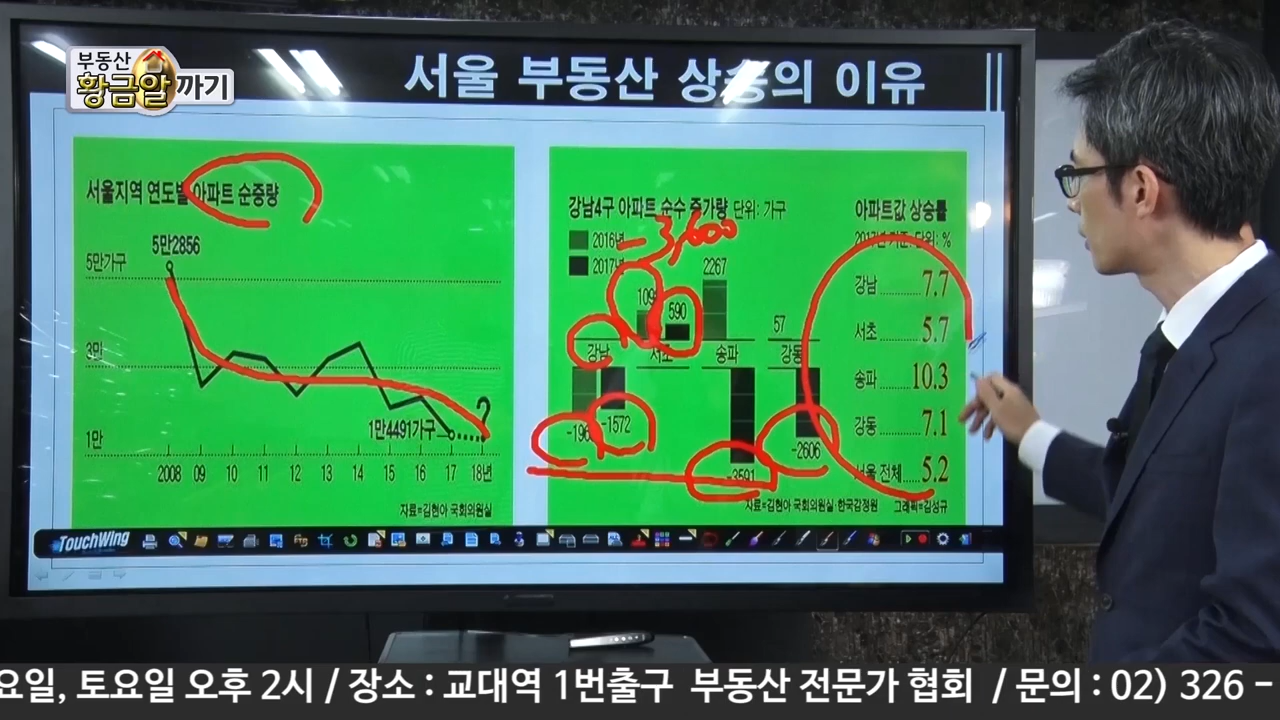 부동산
황금알까기
서울 부동산 상승의 이유
서울지역 연도별 아파트 순증량
5만2856
5만가구
3만
1만
1만4491가구
?
2008 09 10 11 12 13 14 15 16 17 18년
자료=김현아 국회의원실
강남4구 아파트 순수 증가량 단위: 가구
2016년
2017년
-3,600
590
2267
57
강남 서초 송파 강동
-1572
-3591
-2606
자료=김현아 국회의원실·한국감정원 그래픽=김성규
아파트값 상승률
2017년 기준, 단위: %
강남 7.7
서초 5.7
송파 10.3
강동 7.1
서울 전체 5.2
TouchWing
요일, 토요일 오후 2시 / 장소 : 교대역 1번출구 부동산 전문가 협회 / 문의 : 02) 326 -